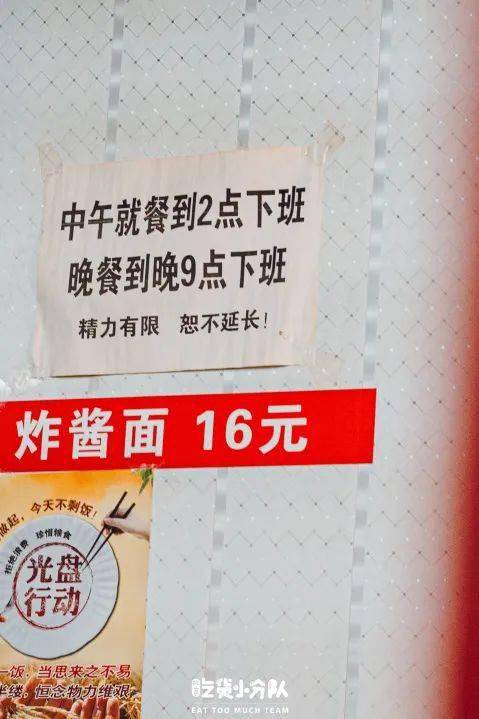 中午就餐到2点下班
晚餐到晚9点下班
精力有限 恕不延长!
炸酱面 16元
做起，今天不剩饭!
拒绝浪费 珍惜粮食
光盘
行动
一饭，当思来之不易
半缕，恒念物力维艰
吃货小分队
EAT TOO MUCH TEAM